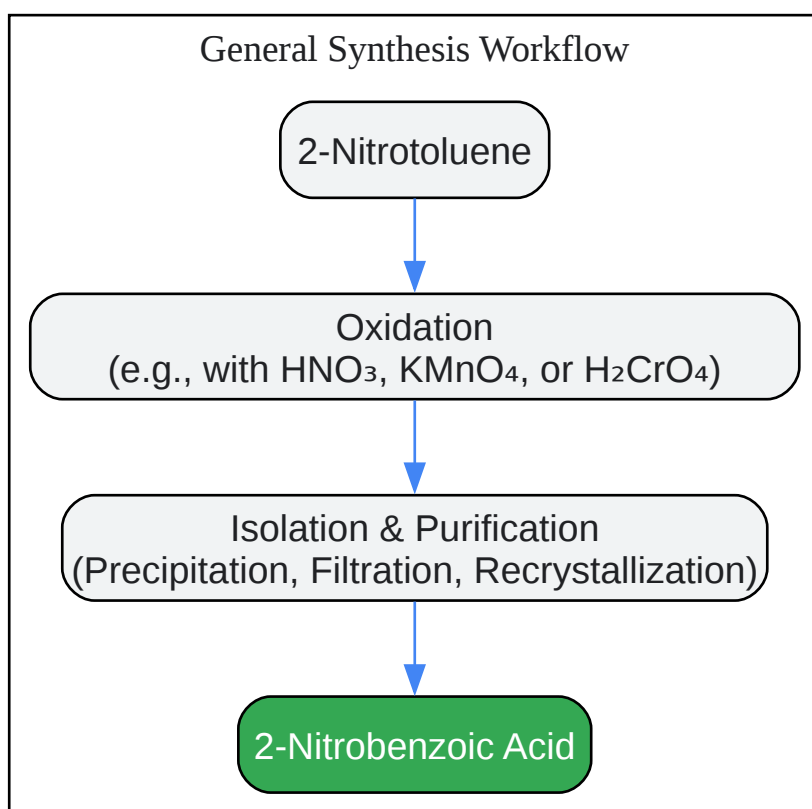 General Synthesis Workflow
2-Nitrotoluene
Oxidation
(e.g., with HNO₃, KMnO₄, or H₂CrO₄)
Isolation & Purification
(Precipitation, Filtration, Recrystallization)
2-Nitrobenzoic Acid